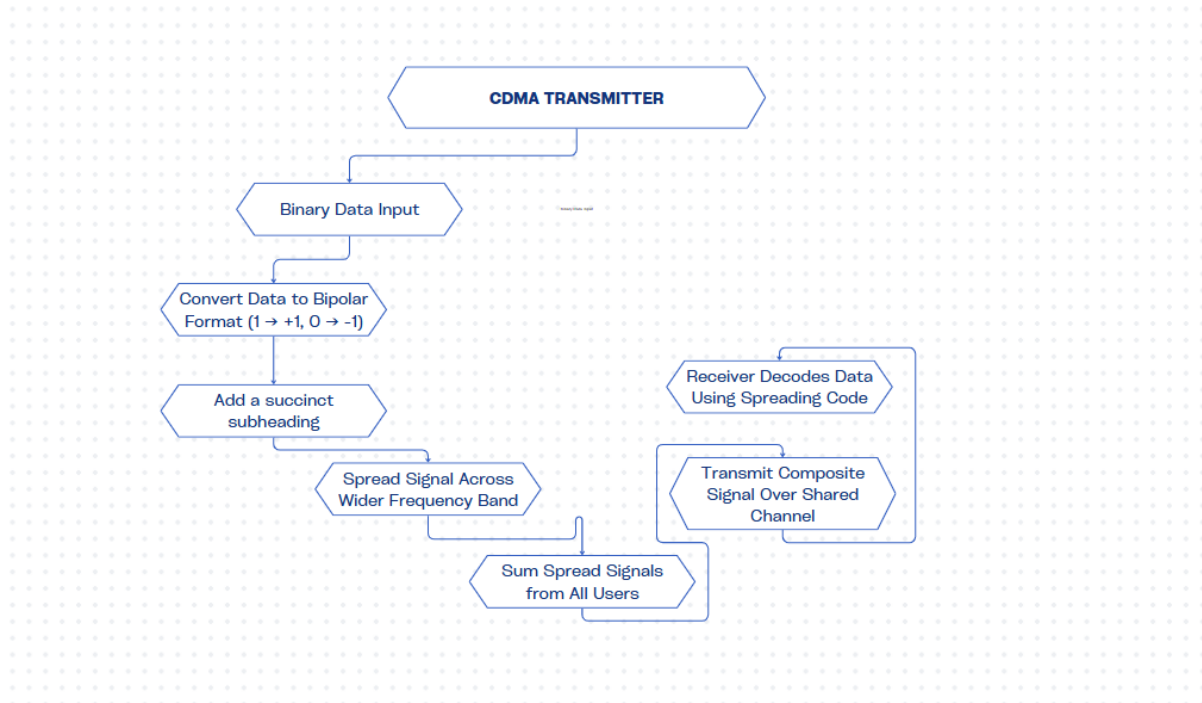 CDMA TRANSMITTER
Binary Data Input
Convert Data to Bipolar
Format (1 → +1, 0 → -1)
Add a succinct
subheading
Spread Signal Across
Wider Frequency Band
Sum Spread Signals
from All Users
Transmit Composite
Signal Over Shared
Channel
Receiver Decodes Data
Using Spreading Code